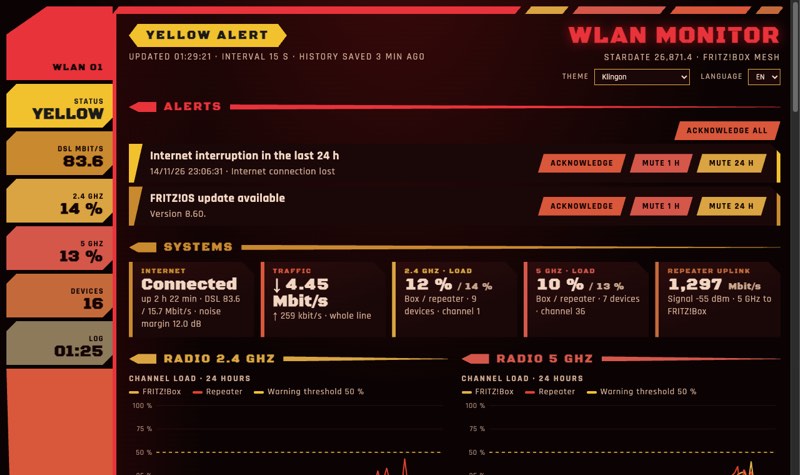 WLAN 01
STATUS
YELLOW
DSL MBIT/S
83.6
2.4 GHZ
14 %
5 GHZ
13 %
DEVICES
16
LOG
01:25
YELLOW ALERT
UPDATED 01:29:21 · INTERVAL 15 S · HISTORY SAVED 3 MIN AGO
WLAN MONITOR
STARDATE 26,871.4 · FRITZ!BOX MESH
THEME Klingon LANGUAGE EN
ALERTS
ACKNOWLEDGE ALL
Internet interruption in the last 24 h
14/11/26 23:06:31 · Internet connection lost
ACKNOWLEDGE MUTE 1 H MUTE 24 H
FRITZ!OS update available
Version 8.60.
ACKNOWLEDGE MUTE 1 H MUTE 24 H
SYSTEMS
INTERNET
Connected
up 2 h 22 min · DSL 83.6
/ 15.7 Mbit/s · noise
margin 12.0 dB
TRAFFIC
↓ 4.45
Mbit/s
↑ 259 kbit/s · whole line
2.4 GHZ · LOAD
12 % / 14 %
Box / repeater · 9
devices · channel 1
5 GHZ · LOAD
10 % / 13 %
Box / repeater · 7 devices
· channel 36
REPEATER UPLINK
1,297 Mbit/s
Signal -55 dBm · 5 GHz to
FRITZ!Box
RADIO 2.4 GHZ
CHANNEL LOAD · 24 HOURS
FRITZ!Box Repeater Warning threshold 50 %
100 %
75 %
50 %
25 %
RADIO 5 GHZ
CHANNEL LOAD · 24 HOURS
FRITZ!Box Repeater Warning threshold 50 %
100 %
75 %
50 %
25 %